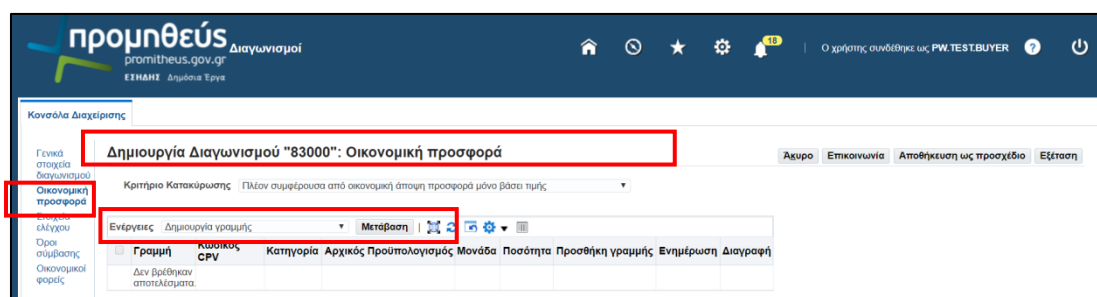 προμηθεύς Διαγωνισμοί
promitheus.gov.gr
ΕΣΗΔΗΣ Δημόσια Έργα
18
Ο χρήστης συνδέθηκε ως PW.TEST.BUYER ?
Κονσόλα Διαχείρισης
Γενικά
στοιχεία
διαγωνισμού
Οικονομική
προσφορά
Στοιχεία
ελέγχου
Όροι
σύμβασης
Οικονομικοί
φορείς
Δημιουργία Διαγωνισμού "83000": Οικονομική προσφορά
Άκυρο Επικοινωνία Αποθήκευση ως προσχέδιο Εξέταση
Κριτήριο Κατακύρωσης Πλέον συμφέρουσα από οικονομική άποψη προσφορά μόνο βάσει τιμής
Ενέργειες Δημιουργία γραμμής Μετάβαση
Γραμμή Κωδικός CPV Κατηγορία Αρχικός Προϋπολογισμός Μονάδα Ποσότητα Προσθήκη γραμμής Ενημέρωση Διαγραφή
Δεν βρέθηκαν
αποτελέσματα.